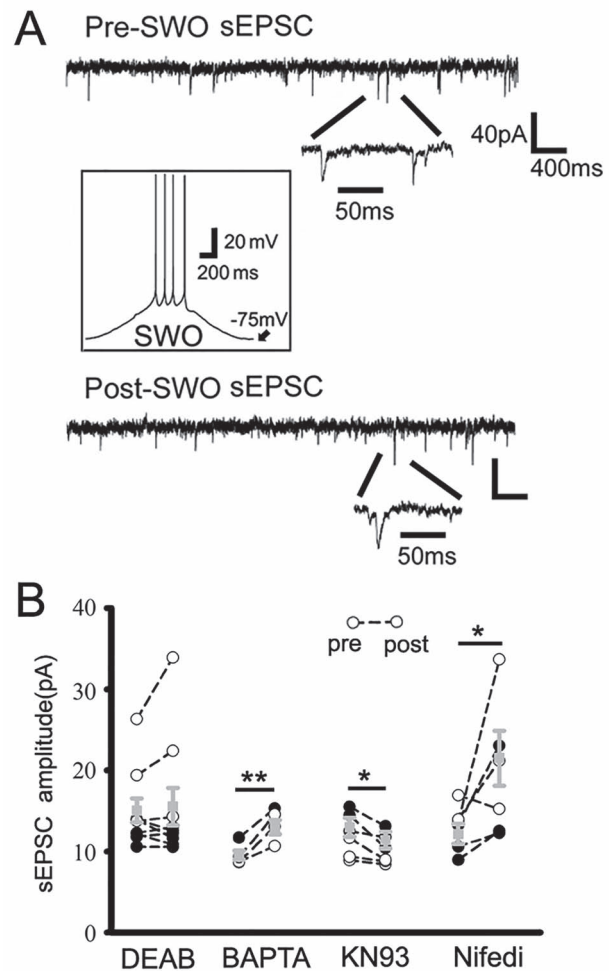 A
Pre-SWO sEPSC
40pA
400ms
50ms
20 mV
200 ms
-75mV
SWO
Post-SWO sEPSC
50ms
B
40
30
20
10
0
sEPSC amplitude(pA)
pre post
**
*
*
DEAB BAPTA KN93 Nifedi